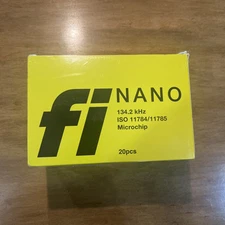 fi NANO
134.2 kHz
ISO 11784/11785
Microchip
20pcs